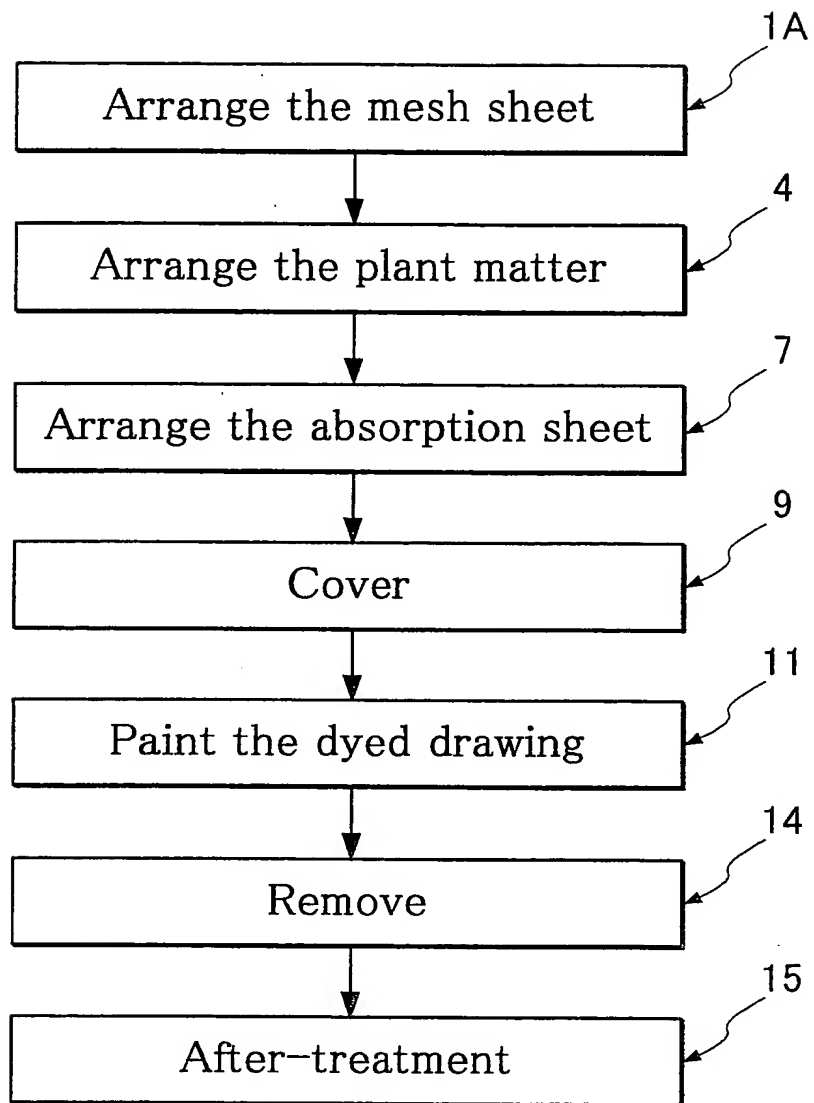 1A
Arrange the mesh sheet
4
Arrange the plant matter
7
Arrange the absorption sheet
9
Cover
11
Paint the dyed drawing
14
Remove
15
After-treatment